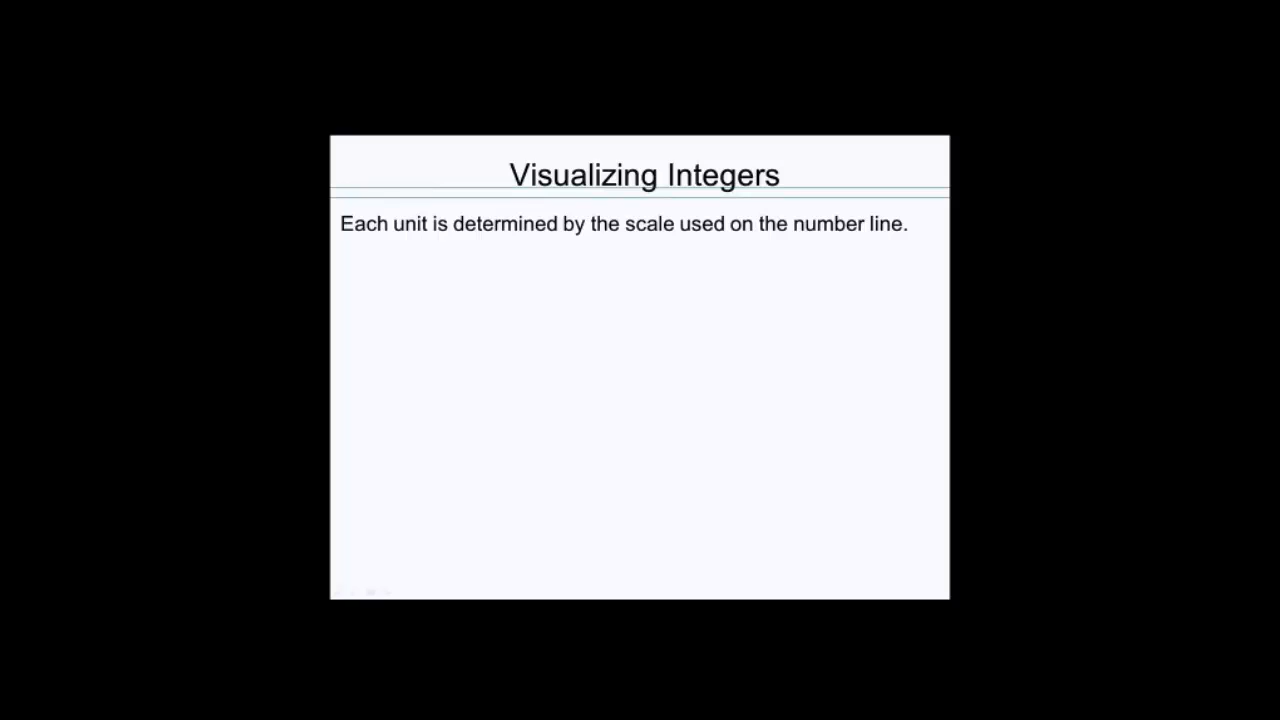 Visualizing Integers
Each unit is determined by the scale used on the number line.